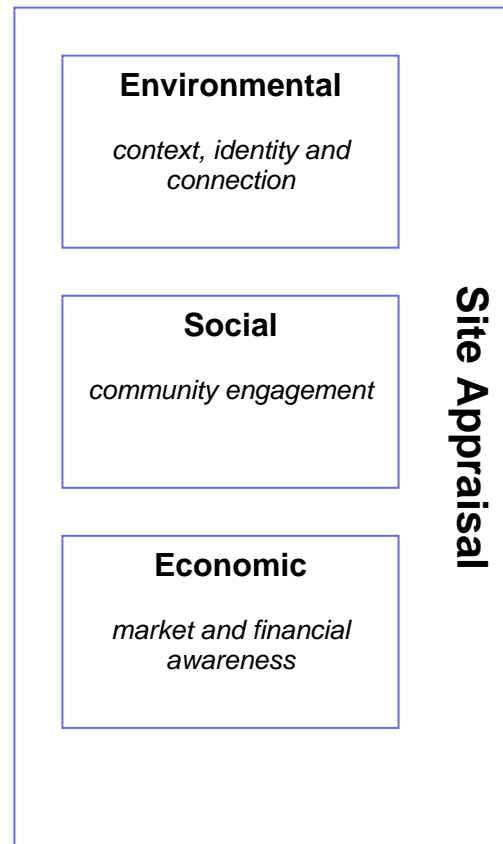 Environmental
context, identity and
connection
Social
community engagement
Economic
market and financial
awareness
Site Appraisal